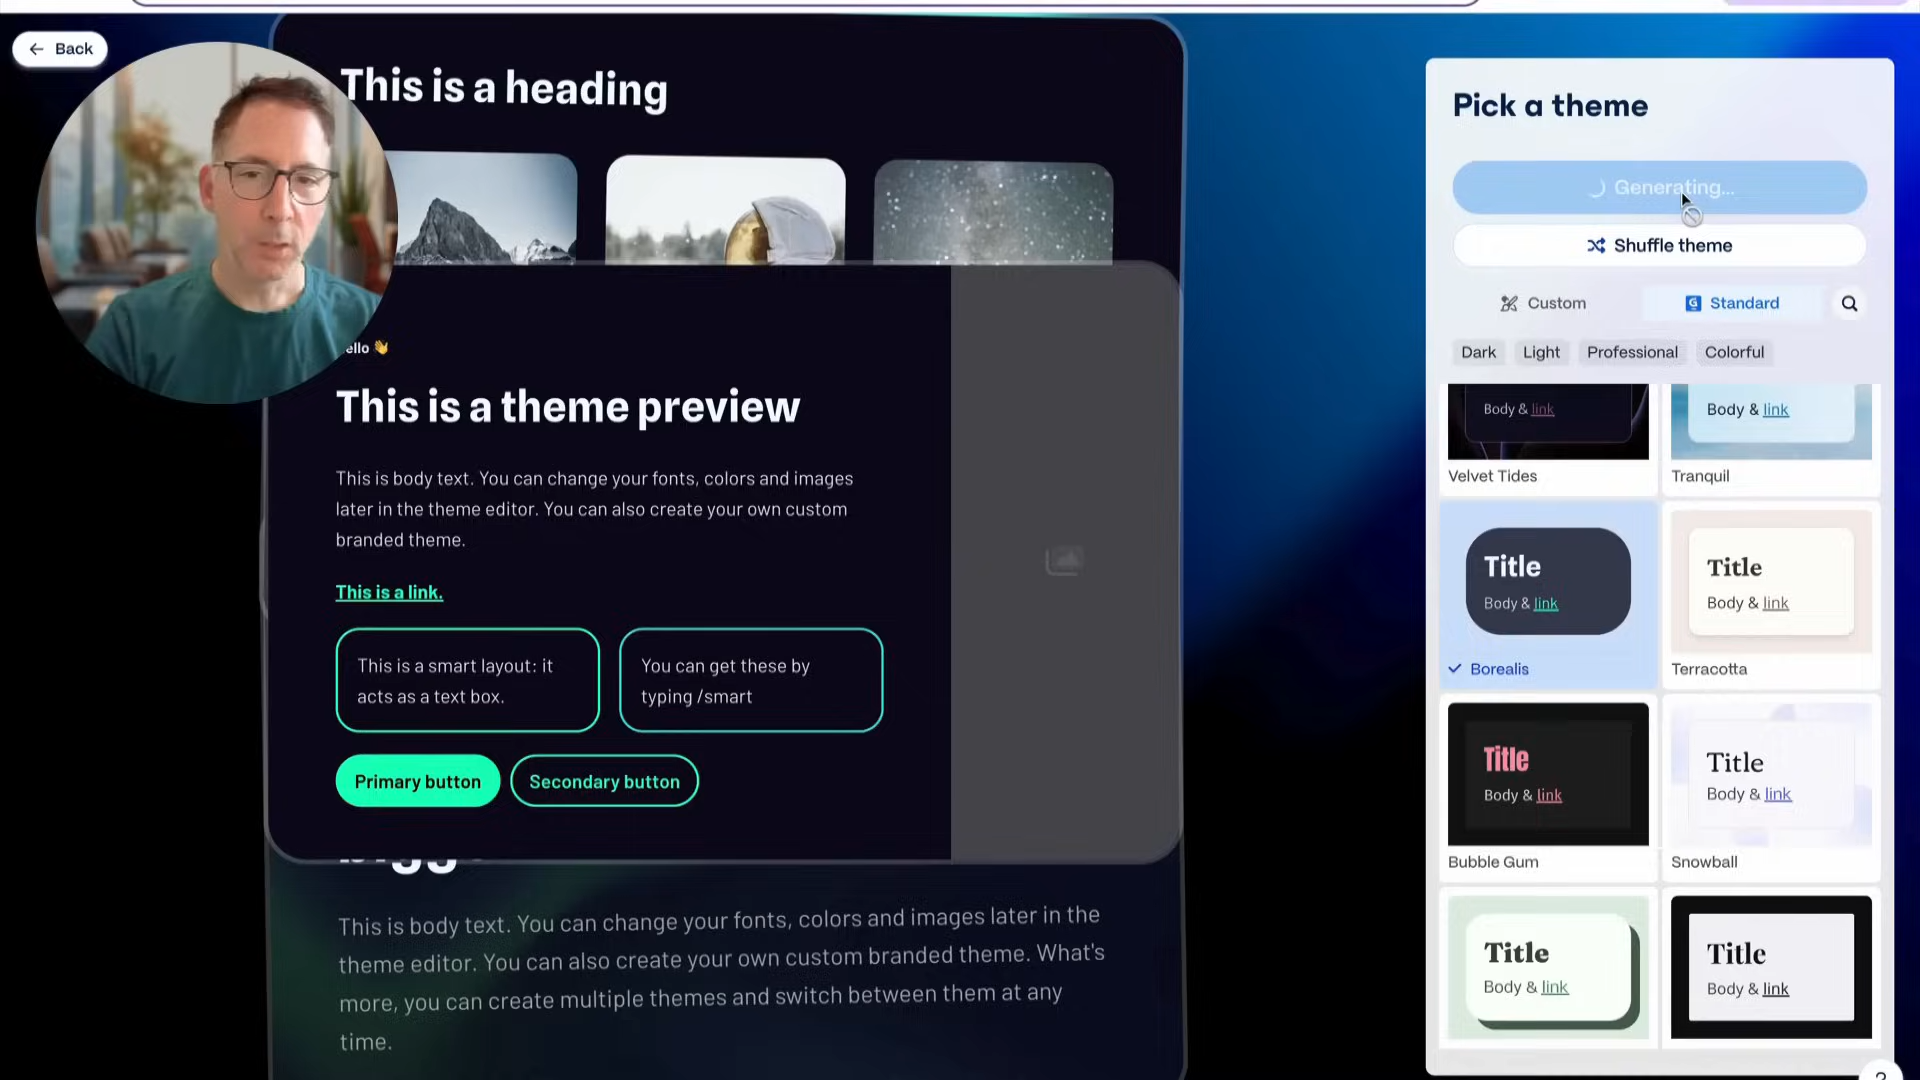 Back
This is a heading
ello 👋
This is a theme preview
This is body text. You can change your fonts, colors and images
later in the theme editor. You can also create your own custom
branded theme.
This is a link.
This is a smart layout: it
acts as a text box.
You can get these by
typing /smart
Primary button
Secondary button
This is body text. You can change your fonts, colors and images later in the
theme editor. You can also create your own custom branded theme. What's
more, you can create multiple themes and switch between them at any
time.
Pick a theme
Generating...
Shuffle theme
Custom
Standard
Dark
Light
Professional
Colorful
Body & link
Velvet Tides
Body & link
Tranquil
Title
Body & link
Borealis
Title
Body & link
Terracotta
Title
Body & link
Bubble Gum
Title
Body & link
Snowball
Title
Body & link
Title
Body & link